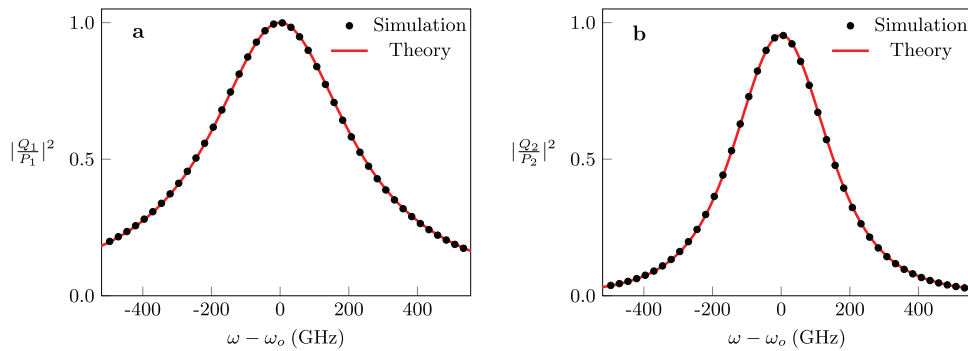 a
Simulation
Theory
|Q₁/P₁|²
1.0
0.5
0.0
-400 -200 0 200 400
ω − ωₒ (GHz)
b
Simulation
Theory
|Q₂/P₂|²
1.0
0.5
0.0
-400 -200 0 200 400
ω − ωₒ (GHz)